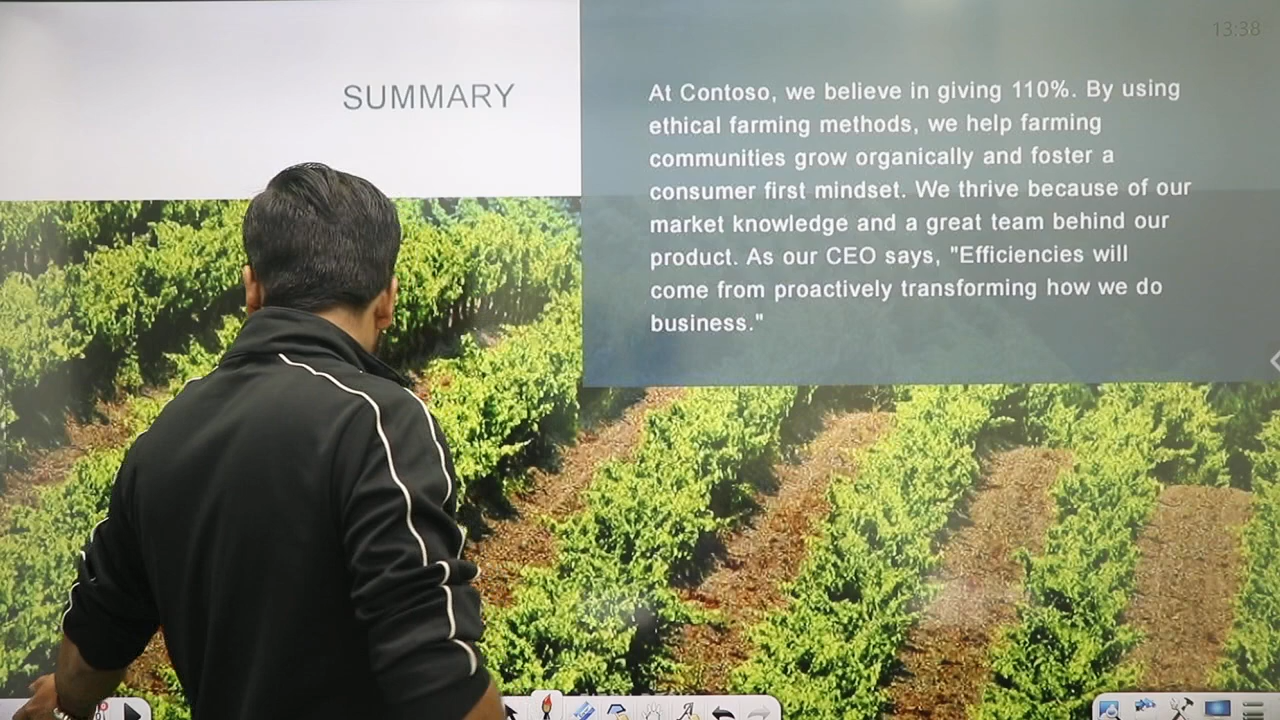 13:38
SUMMARY
At Contoso, we believe in giving 110%. By using
ethical farming methods, we help farming
communities grow organically and foster a
consumer first mindset. We thrive because of our
market knowledge and a great team behind our
product. As our CEO says, "Efficiencies will
come from proactively transforming how we do
business."